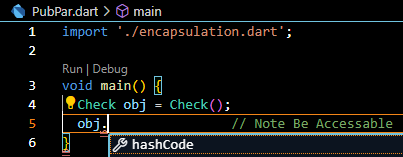 PubPar.dart > main
1 import './encapsulation.dart';
2
Run | Debug
3 void main() {
4 Check obj = Check();
5 obj. // Note Be Accessable
6 }
hashCode